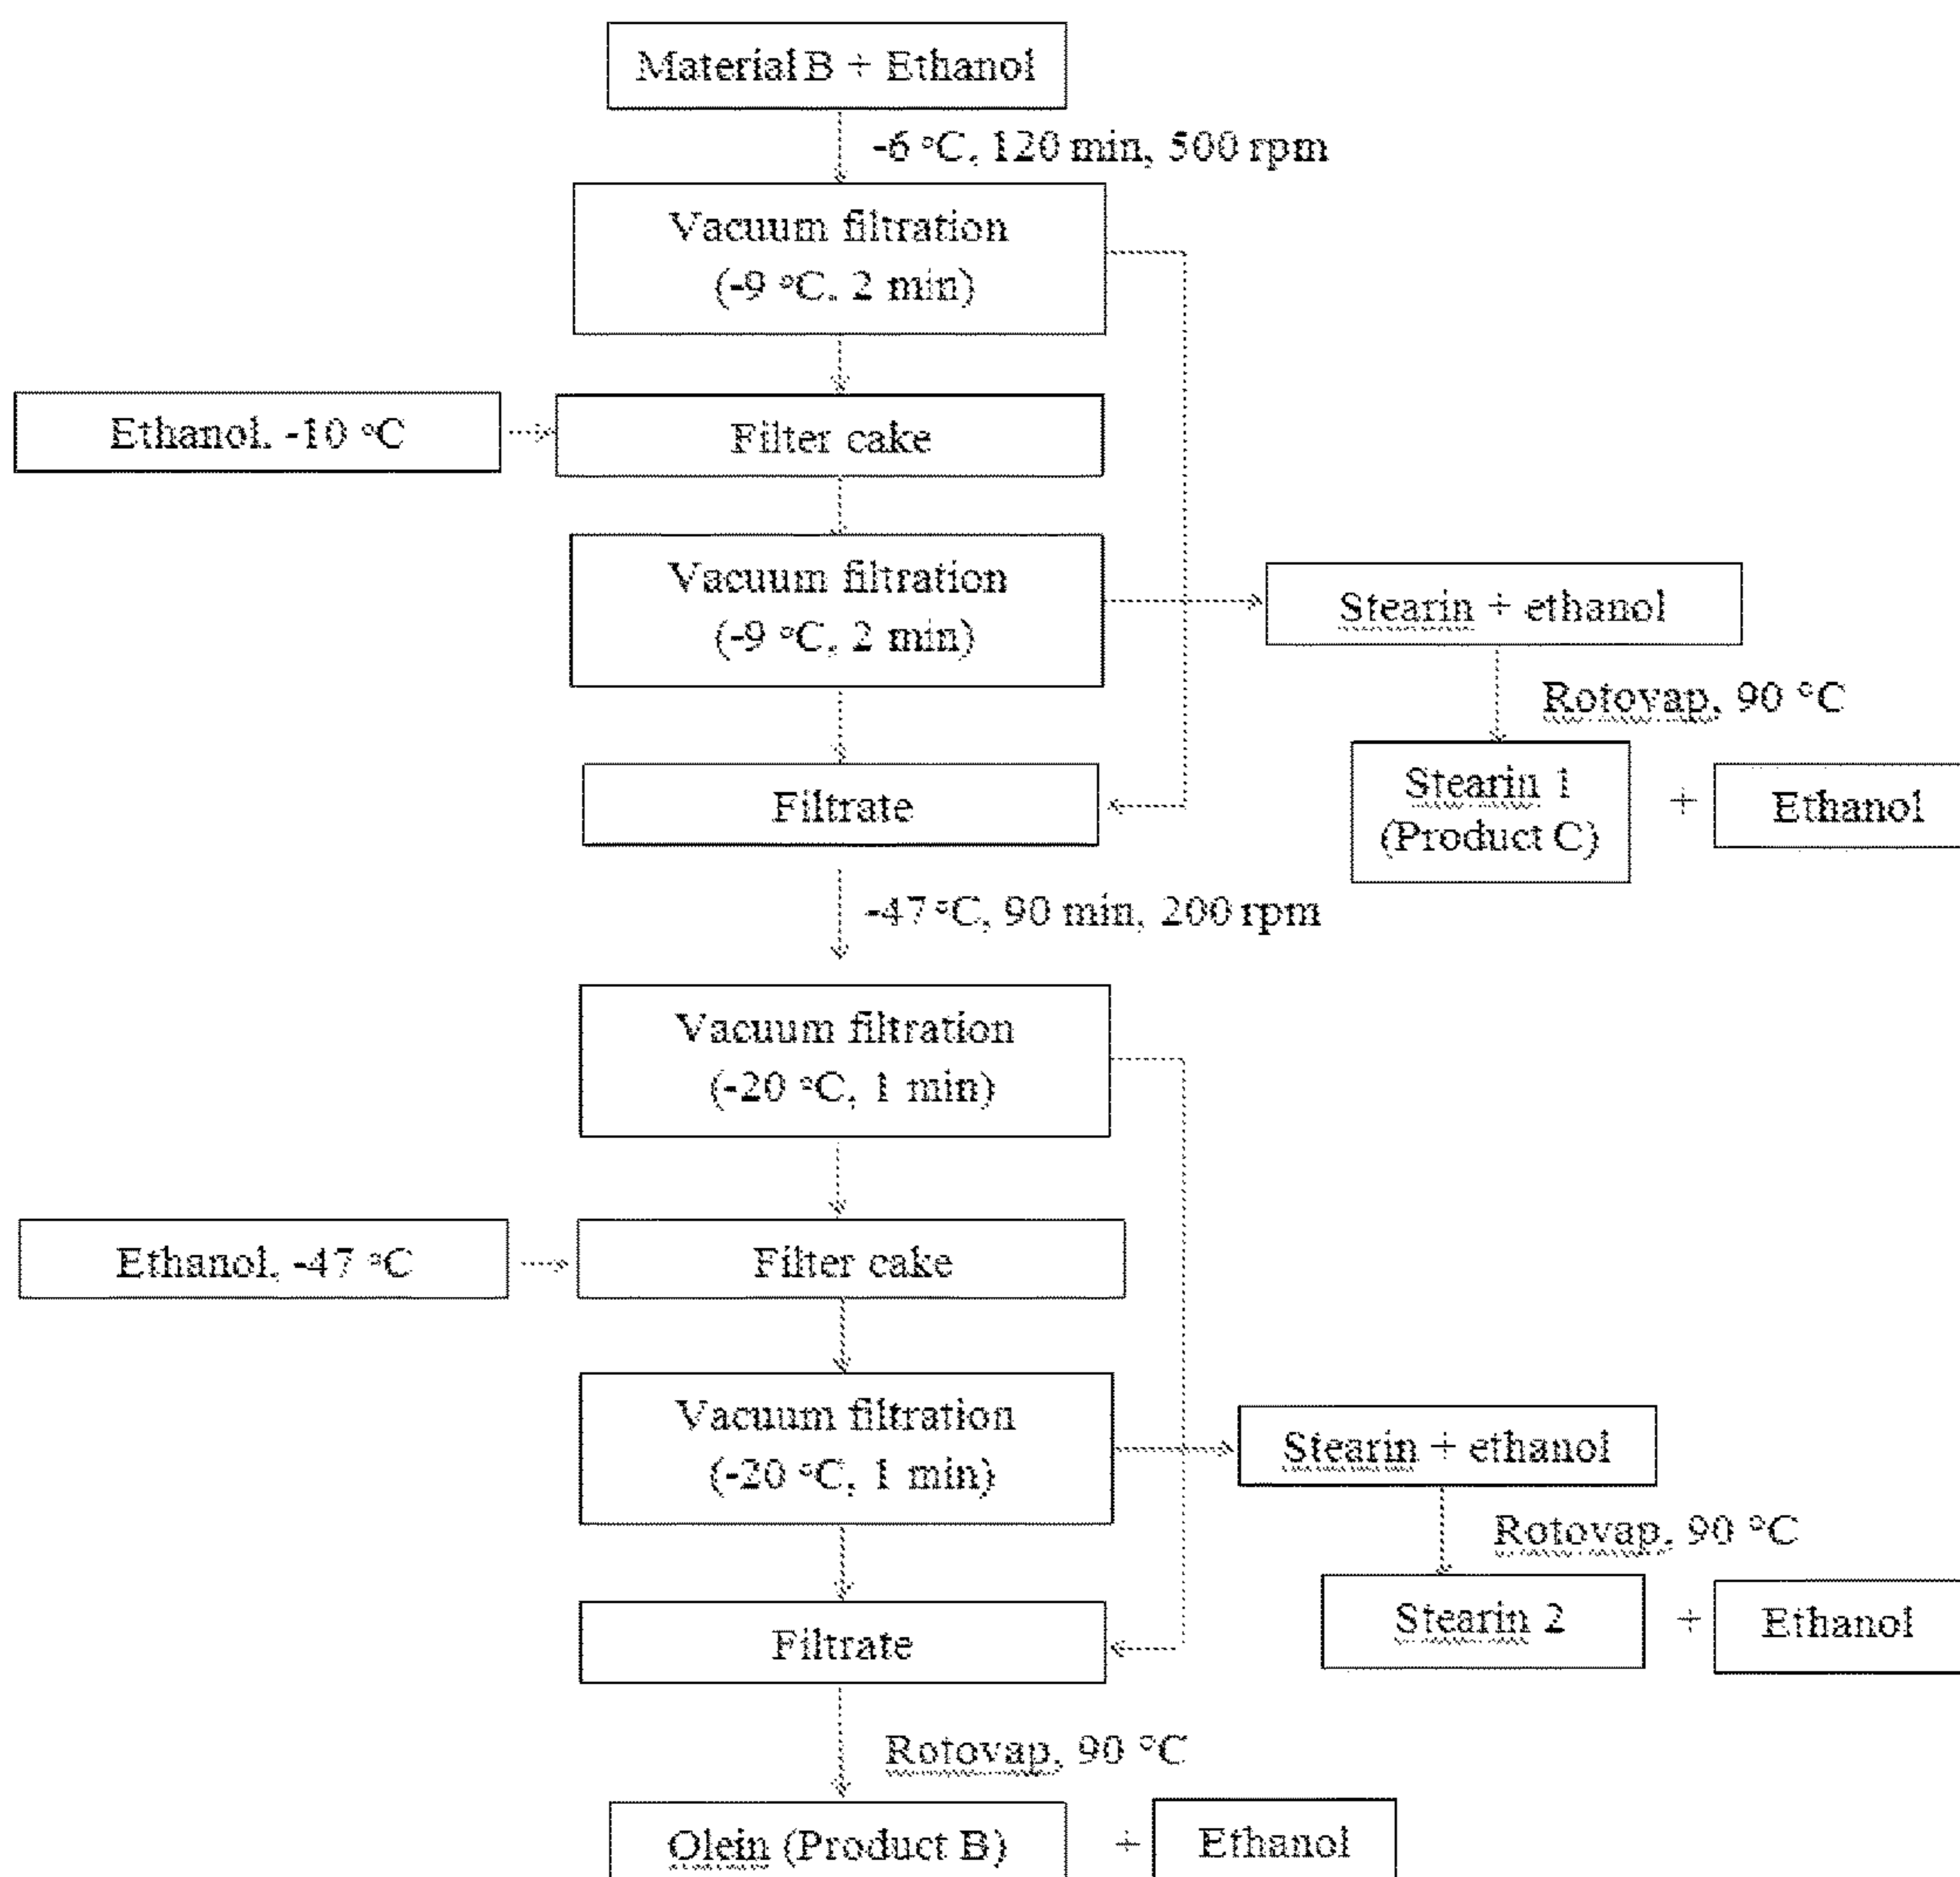 Material B + Ethanol
-6 °C, 120 min, 500 rpm
Vacuum filtration
(-9 °C. 2 min)
Ethanol. -10 °C
Filter cake
Vacuum filtration
(-9 °C, 2 min)
Stearin + ethanol
Rotovap, 90 °C
Filtrate
Stearin 1
(Product C)
+
Ethanol
-47 °C, 90 min, 200 rpm
Vacuum filtration
(-20 °C, 1 min)
Ethanol, -47 °C
Filter cake
Vacuum filtration
(-20 °C, 1 min)
Stearin + ethanol
Rotovap, 90 °C
Filtrate
Stearin 2
+
Ethanol
Rotovap, 90 °C
Olein (Product B)
+
Ethanol